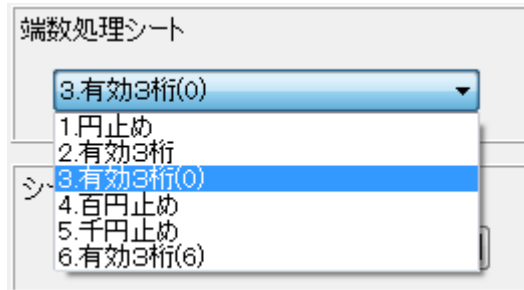 端数処理シート
3.有効3桁(0)
1.円止め
2.有効3桁
3.有効3桁(0)
シー
4.百円止め
5.千円止め
6.有効3桁(6)